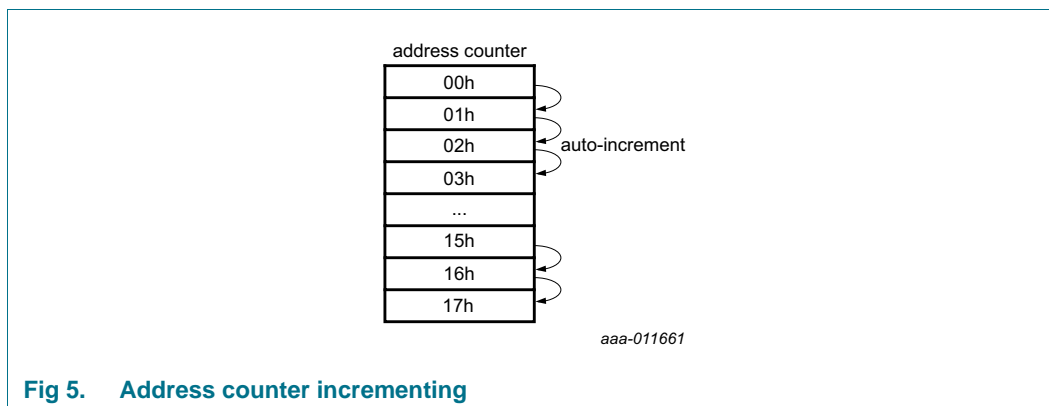 address counter
00h
01h
02h
auto-increment
03h
...
15h
16h
17h
aaa-011661
Fig 5. Address counter incrementing